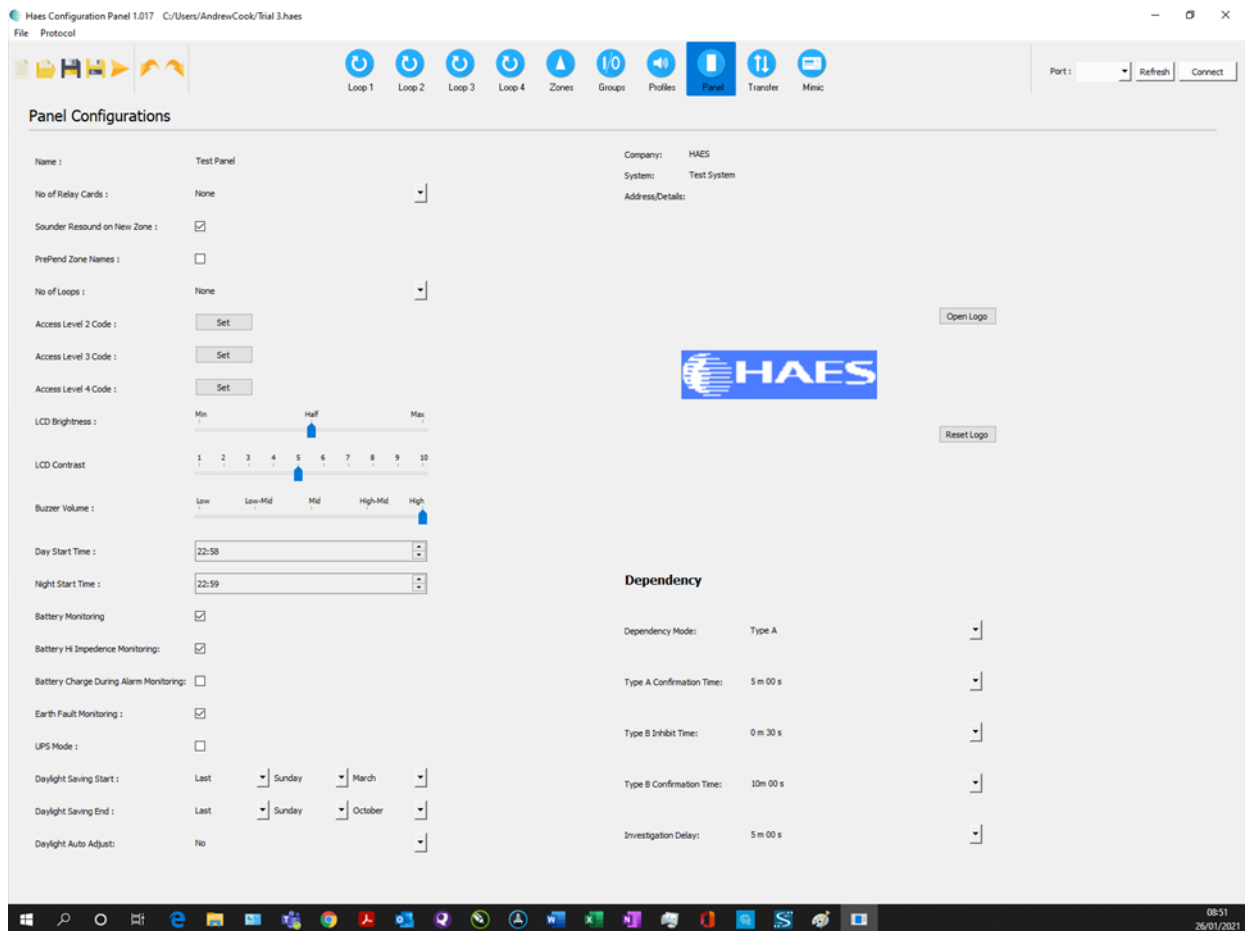 Haes Configuration Panel 1.017 C:/Users/AndrewCook/Trial 3.haes
File Protocol
Loop 1 Loop 2 Loop 3 Loop 4 Zones Groups Profiles Panel Transfer Mimic
Port : Refresh Connect
Panel Configurations
Name : Test Panel
No of Relay Cards : None
Sounder Resound on New Zone :
PrePend Zone Names :
No of Loops : None
Access Level 2 Code : Set
Access Level 3 Code : Set
Access Level 4 Code : Set
LCD Brightness : Min Half Max
LCD Contrast 1 2 3 4 5 6 7 8 9 10
Buzzer Volume : Low Low-Mid Mid High-Mid High
Day Start Time : 22:58
Night Start Time : 22:59
Battery Monitoring
Battery Hi Impedence Monitoring:
Battery Charge During Alarm Monitoring:
Earth Fault Monitoring :
UPS Mode :
Daylight Saving Start : Last Sunday March
Daylight Saving End : Last Sunday October
Daylight Auto Adjust: No
Company: HAES
System: Test System
Address/Details:
Open Logo
HAES
Reset Logo
Dependency
Dependency Mode: Type A
Type A Confirmation Time: 5 m 00 s
Type B Inhibit Time: 0 m 30 s
Type B Confirmation Time: 10m 00 s
Investigation Delay: 5 m 00 s
08:51
26/01/2021